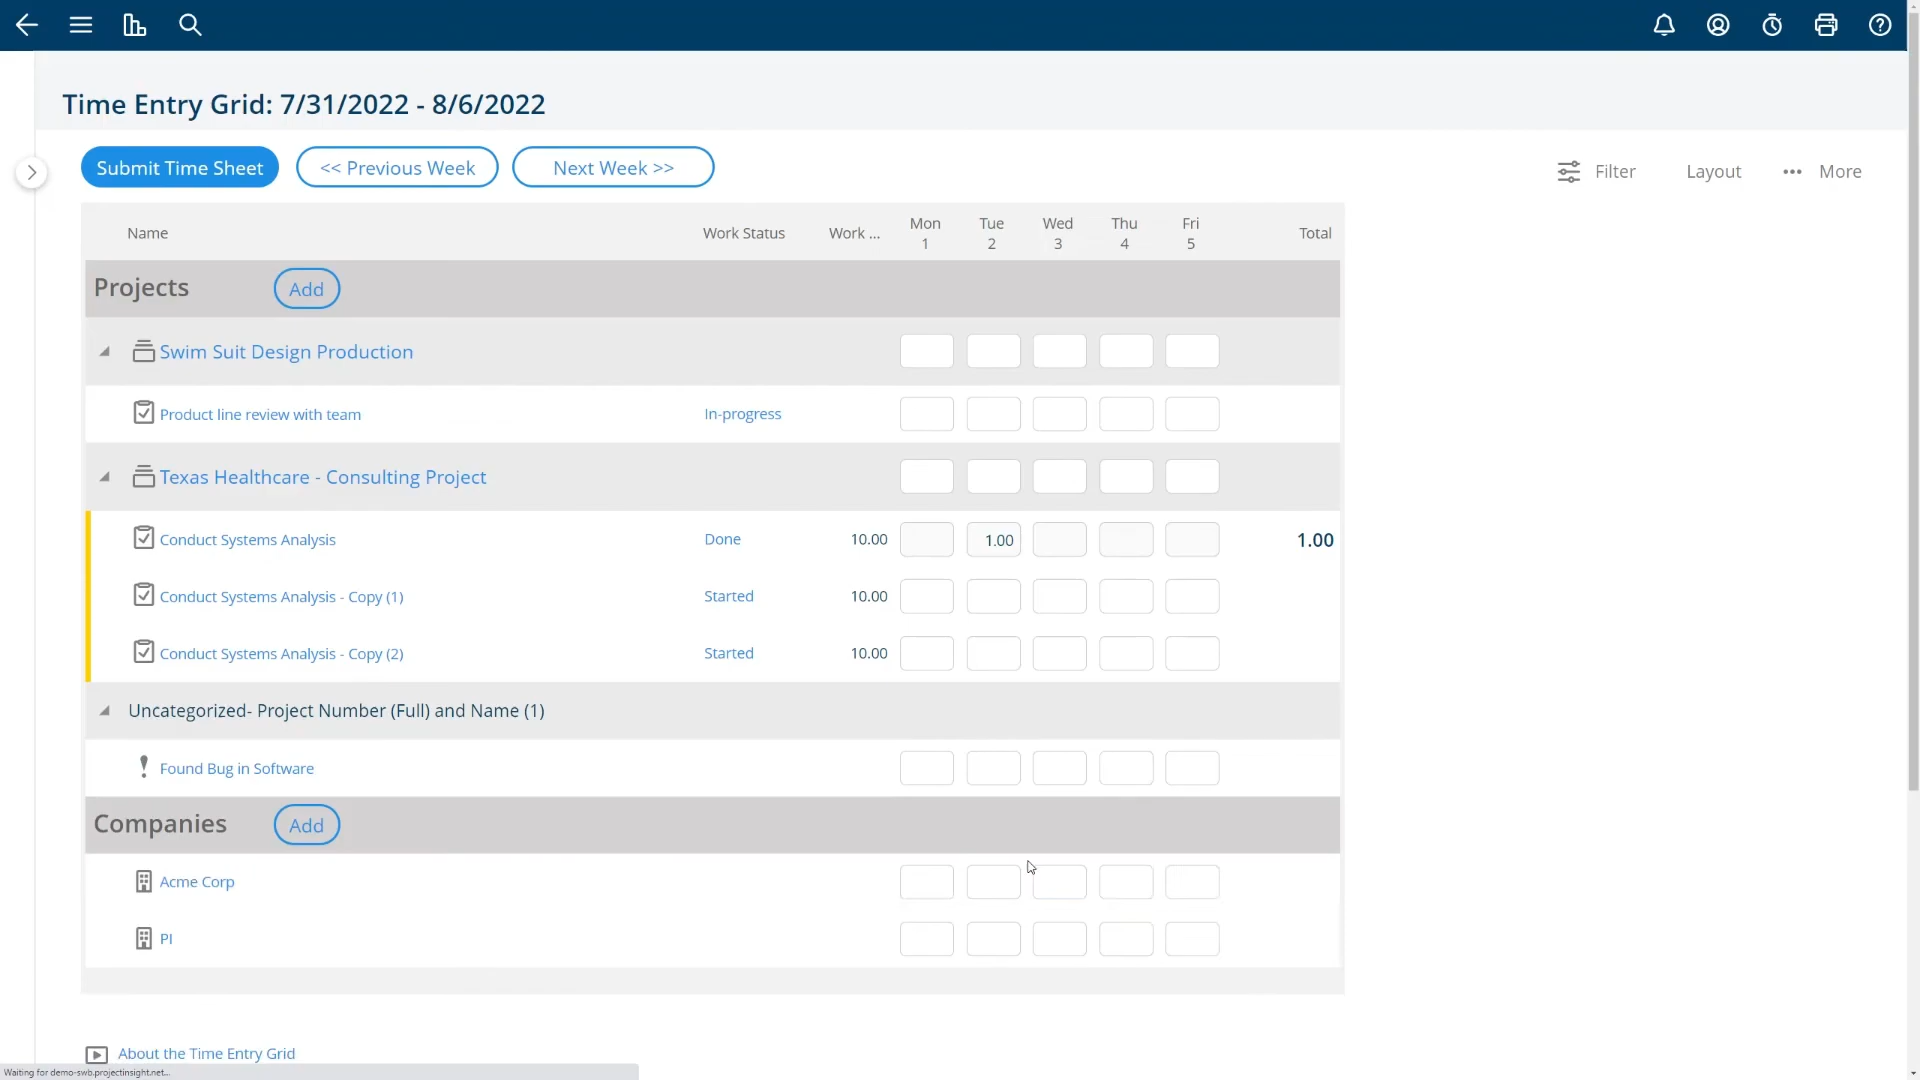 Time Entry Grid: 7/31/2022 - 8/6/2022
Submit Time Sheet << Previous Week Next Week >> Filter Layout ••• More
Name Work Status Work ... Mon 1 Tue 2 Wed 3 Thu 4 Fri 5 Total
Projects Add
Swim Suit Design Production
Product line review with team In-progress
Texas Healthcare - Consulting Project
Conduct Systems Analysis Done 10.00 1.00 1.00
Conduct Systems Analysis - Copy (1) Started 10.00
Conduct Systems Analysis - Copy (2) Started 10.00
Uncategorized- Project Number (Full) and Name (1)
Found Bug in Software
Companies Add
Acme Corp
PI
About the Time Entry Grid
Waiting for demo-swb.projectinsight.net...